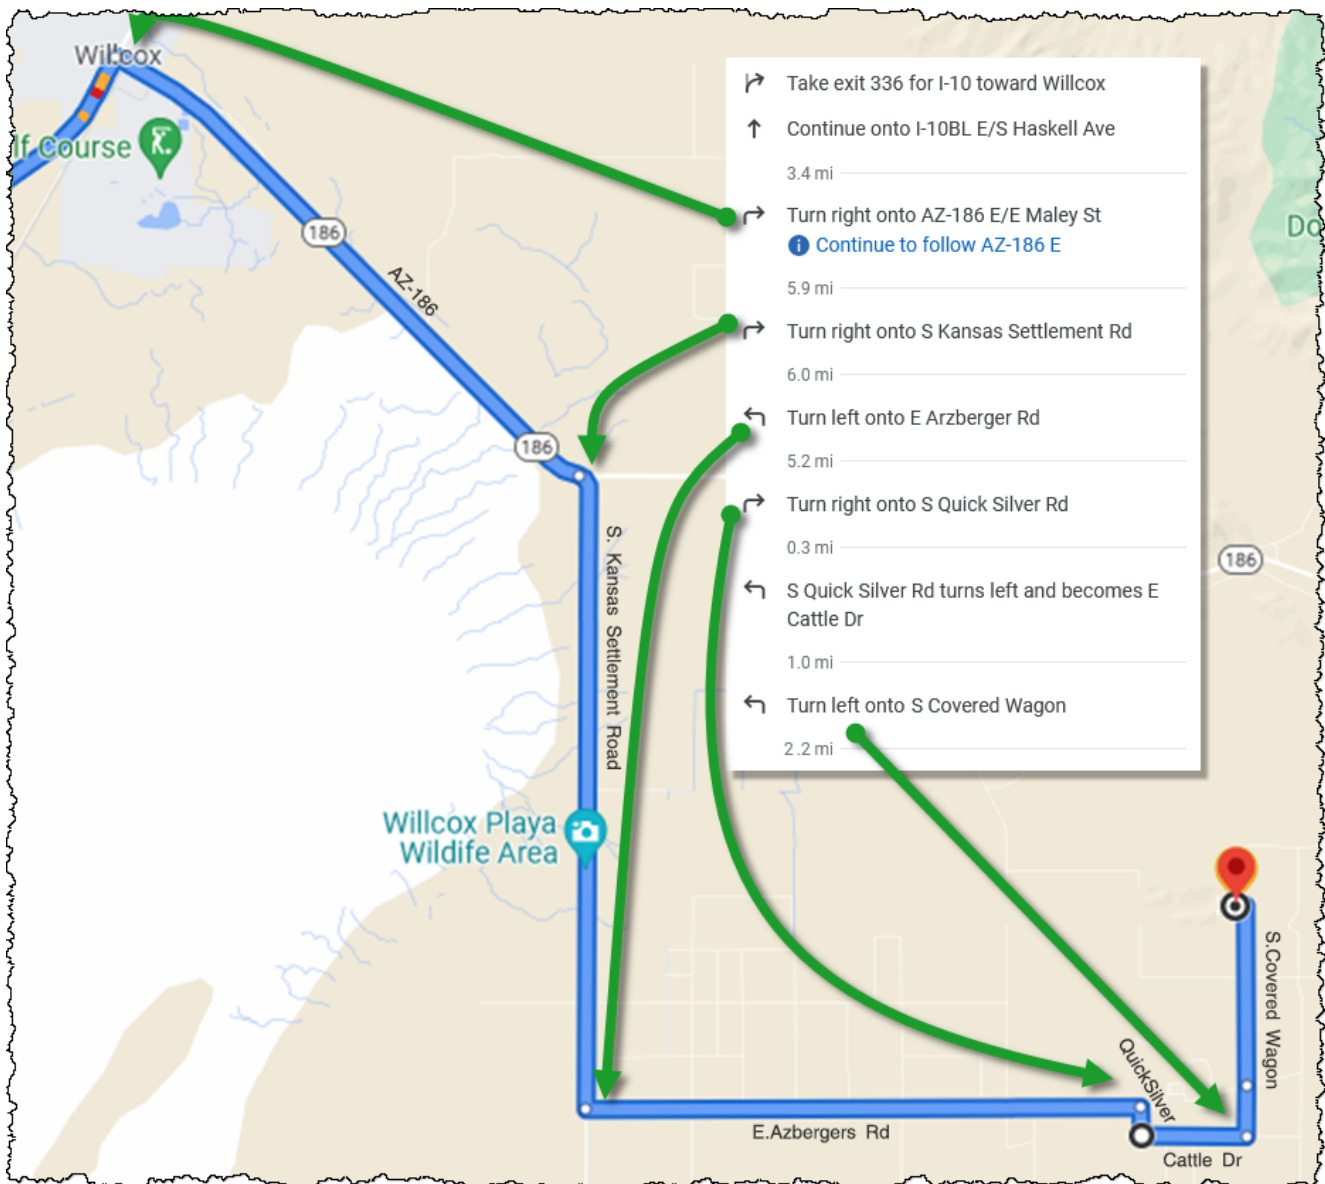 Willcox
lf Course
186
AZ-186
186
Take exit 336 for I-10 toward Willcox
Continue onto I-10BL E/S Haskell Ave
3.4 mi
Turn right onto AZ-186 E/E Maley St
Continue to follow AZ-186 E
5.9 mi
Turn right onto S Kansas Settlement Rd
6.0 mi
Turn left onto E Arzberger Rd
5.2 mi
Turn right onto S Quick Silver Rd
0.3 mi
S Quick Silver Rd turns left and becomes E
Cattle Dr
1.0 mi
Turn left onto S Covered Wagon
2.2 mi
Do
186
S. Kansas Settlement Road
Willcox Playa
Wildife Area
S.Covered Wagon
QuickSilver
E.Azbergers Rd
Cattle Dr